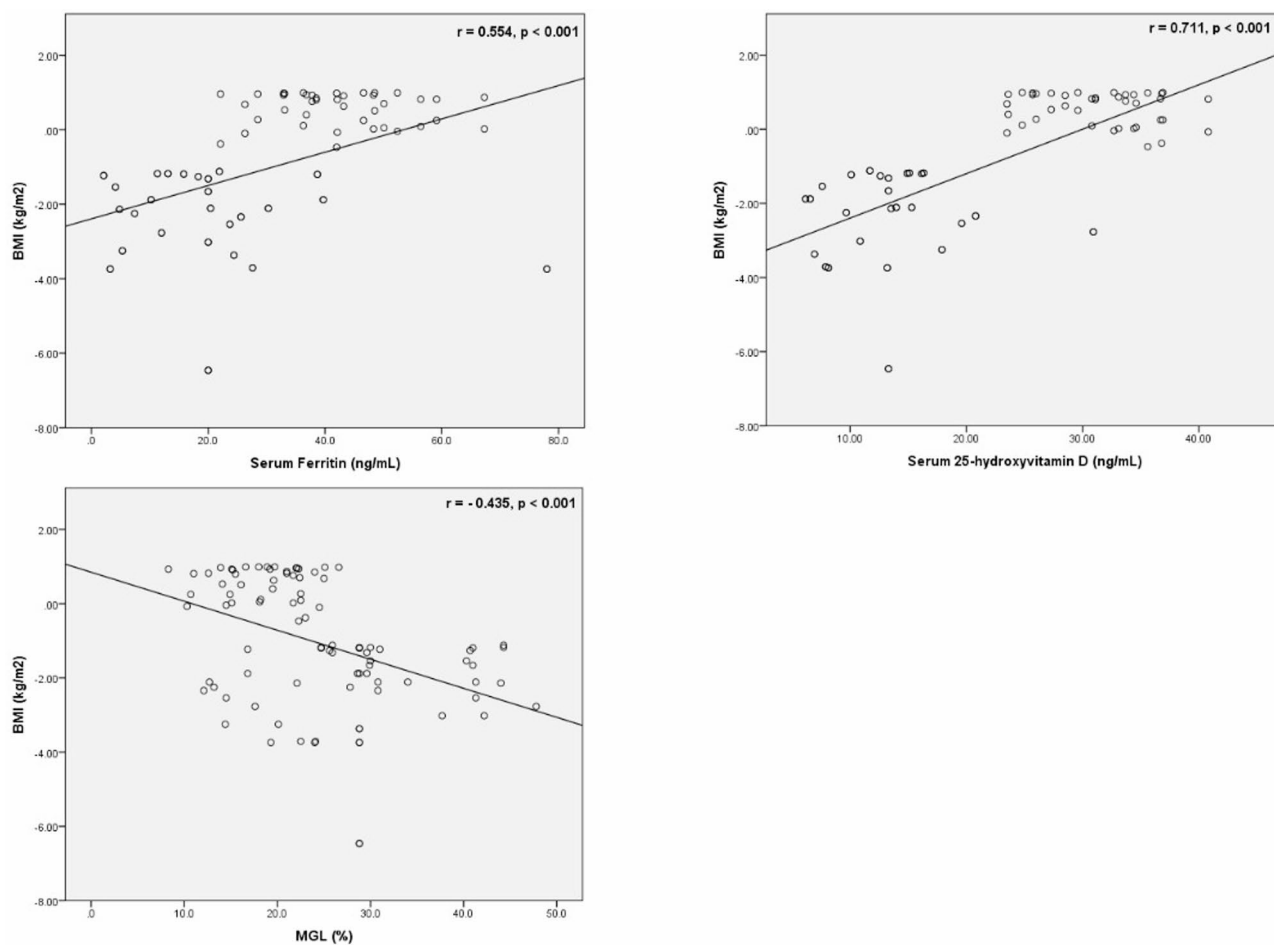 r = 0.554, p < 0.001
2.00
.00
-2.00
-4.00
-6.00
-8.00
BMI (kg/m2)
.0 20.0 40.0 60.0 80.0
Serum Ferritin (ng/mL)
r = 0.711, p < 0.001
2.00
.00
-2.00
-4.00
-6.00
-8.00
BMI (kg/m2)
10.00 20.00 30.00 40.00
Serum 25-hydroxyvitamin D (ng/mL)
r = - 0.435, p < 0.001
2.00
.00
-2.00
-4.00
-6.00
-8.00
BMI (kg/m2)
.0 10.0 20.0 30.0 40.0 50.0
MGL (%)